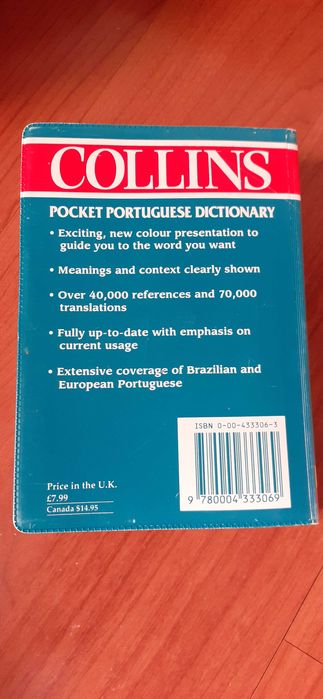 COLLINS
POCKET PORTUGUESE DICTIONARY
• Exciting, new colour presentation to
guide you to the word you want
• Meanings and context clearly shown
• Over 40,000 references and 70,000
translations
• Fully up-to-date with emphasis on
current usage
• Extensive coverage of Brazilian and
European Portuguese
ISBN 0-00-433306-3
9 780004 333069
Price in the U.K.
£7.99
Canada $14.95